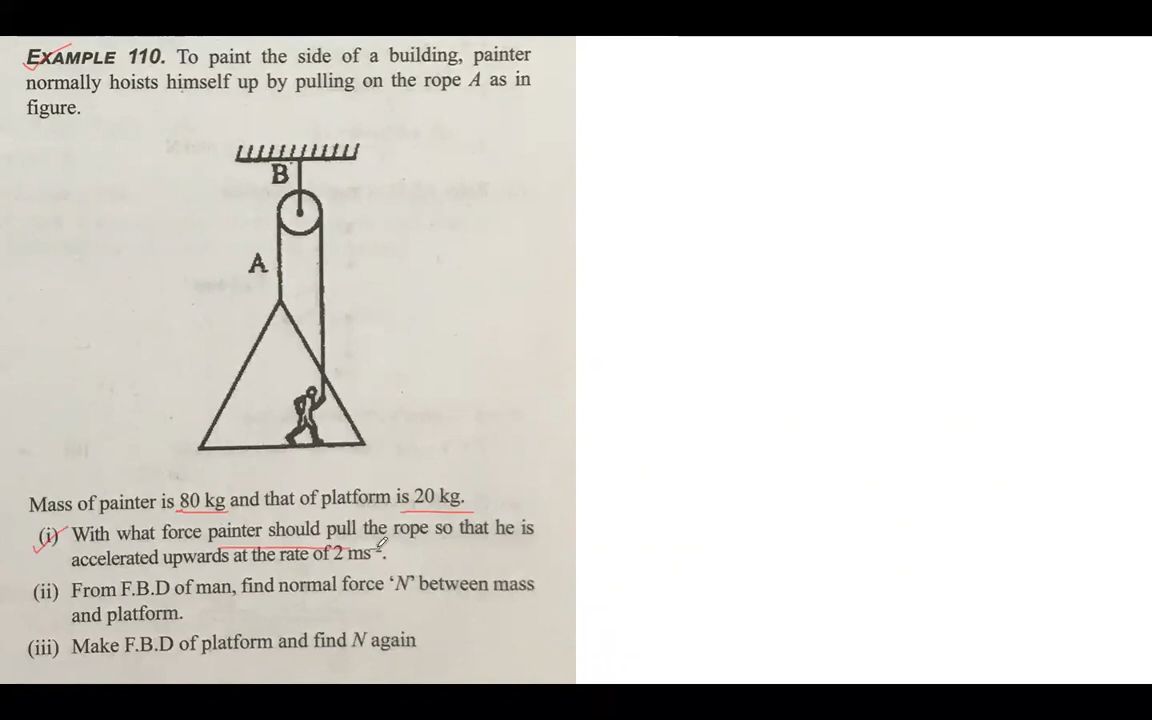 EXAMPLE 110. To paint the side of a building, painter
normally hoists himself up by pulling on the rope A as in
figure.
B
A
Mass of painter is 80 kg and that of platform is 20 kg.
(i) With what force painter should pull the rope so that he is
accelerated upwards at the rate of 2 ms⁻².
(ii) From F.B.D of man, find normal force ‘N’ between mass
and platform.
(iii) Make F.B.D of platform and find N again